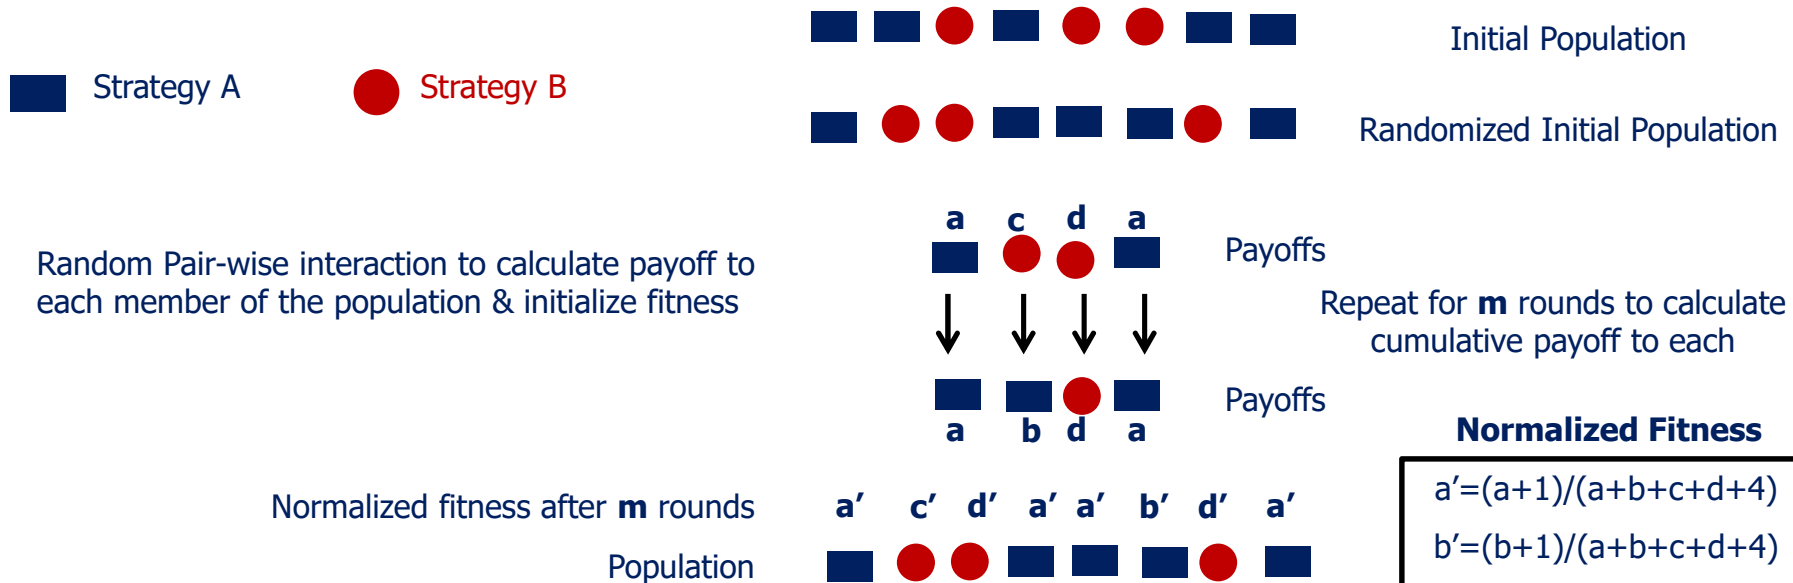 Initial Population
Strategy A
Strategy B
Randomized Initial Population
a c d a
Payoffs
Random Pair-wise interaction to calculate payoff to
each member of the population & initialize fitness
Repeat for m rounds to calculate
cumulative payoff to each
Payoffs
a b d a
Normalized Fitness
a’=(a+1)/(a+b+c+d+4)
b’=(b+1)/(a+b+c+d+4)
Normalized fitness after m rounds
a’ c’ d’ a’ a’ b’ d’ a’
Population